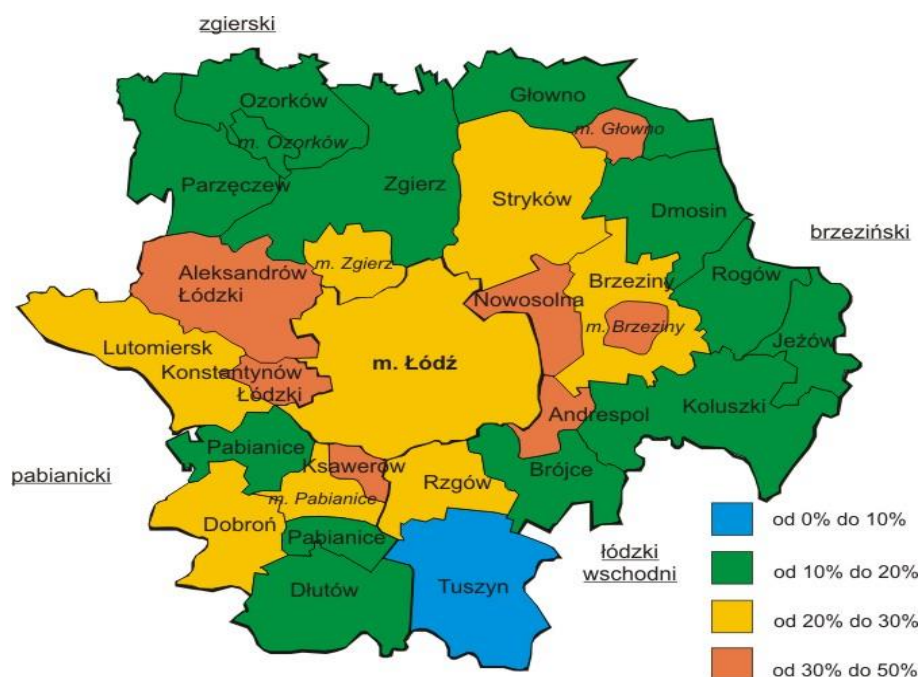 zgierski
Ozorków
m. Ozorków
Parzęczew
Zgierz
Głowno
m. Głowno
Stryków
Dmosin
brzeziński
Aleksandrów
Łódzki
m. Zgierz
Nowosolna
Brzeziny
m. Brzeziny
Rogów
Jeżów
Lutomiersk
Konstantynów
Łódzki
m. Łódź
Andrespol
Koluszki
Pabianice
Ksawerów
pabianicki
m. Pabianice
Rzgów
Brójce
Dobroń
Pabianice
Dłutów
Tuszyn
łódzki
wschodni
od 0% do 10%
od 10% do 20%
od 20% do 30%
od 30% do 50%